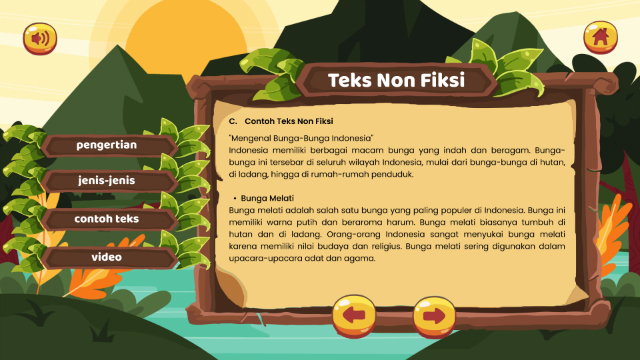 Teks Non Fiksi
pengertian
jenis-jenis
contoh teks
video
C. Contoh Teks Non Fiksi
"Mengenal Bunga-Bunga Indonesia"
Indonesia memiliki berbagai macam bunga yang indah dan beragam. Bunga-
bunga ini tersebar di seluruh wilayah Indonesia, mulai dari bunga-bunga di hutan,
di ladang, hingga di rumah-rumah penduduk.
• Bunga Melati
Bunga melati adalah salah satu bunga yang paling populer di Indonesia. Bunga ini
memiliki warna putih dan beraroma harum. Bunga melati biasanya tumbuh di
hutan dan di ladang. Orang-orang Indonesia sangat menyukai bunga melati
karena memiliki nilai budaya dan religius. Bunga melati sering digunakan dalam
upacara-upacara adat dan agama.